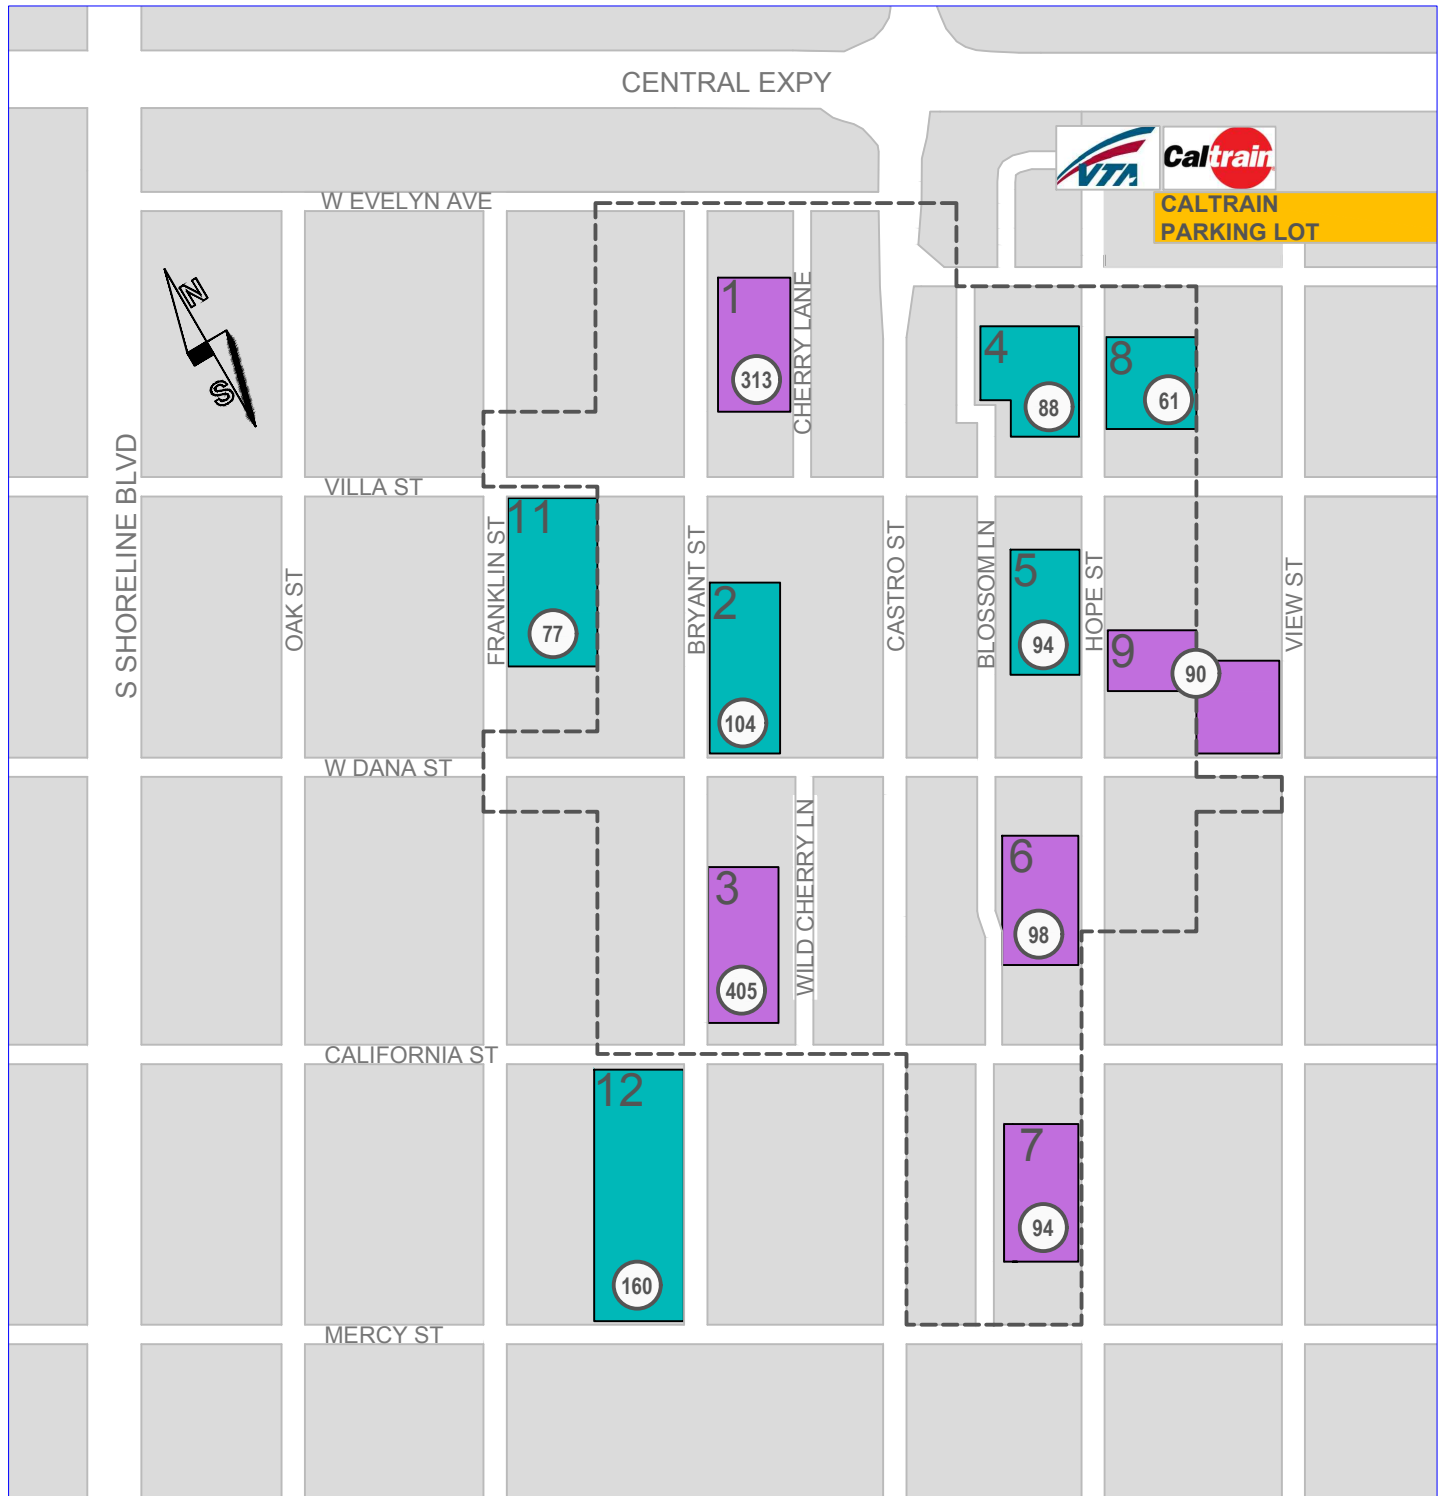 CENTRAL EXPY
VTA
Caltrain
W EVELYN AVE
CALTRAIN
PARKING LOT
N
S
1
313
CHERRY LANE
4
88
8
61
S SHORELINE BLVD
VILLA ST
OAK ST
FRANKLIN ST
11
77
BRYANT ST
2
104
CASTRO ST
BLOSSOM LN
5
94
HOPE ST
9
90
VIEW ST
W DANA ST
3
405
WILD CHERRY LN
6
98
CALIFORNIA ST
12
160
7
94
MERCY ST